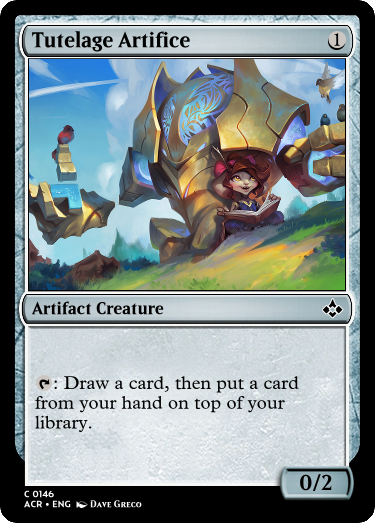 Tutelage Artifice 1
Artifact Creature
: Draw a card, then put a card
from your hand on top of your
library.
0/2
C 0146
ACR • ENG Dave Greco